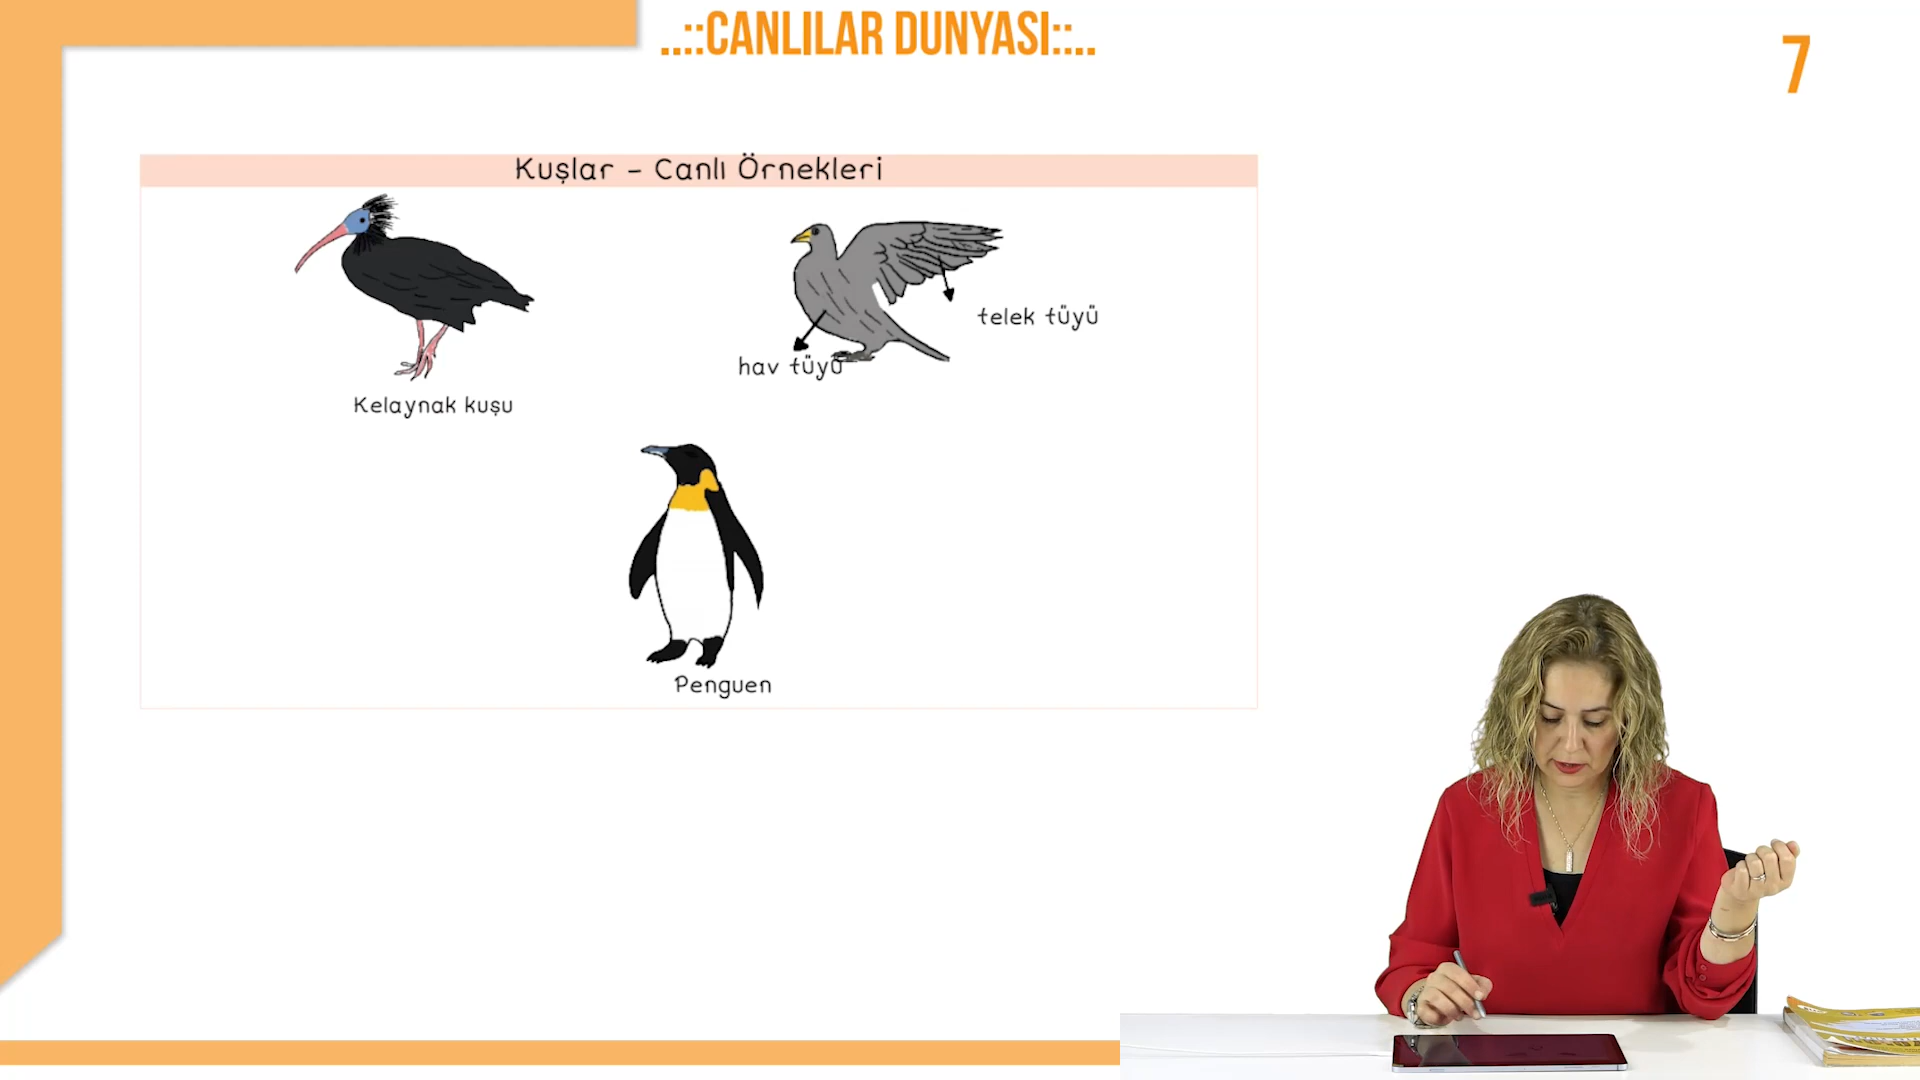 ..::CANLILAR DUNYASI::..
7
Kuşlar - Canlı Örnekleri
telek tüyü
hav tüyü
Kelaynak kuşu
Penguen